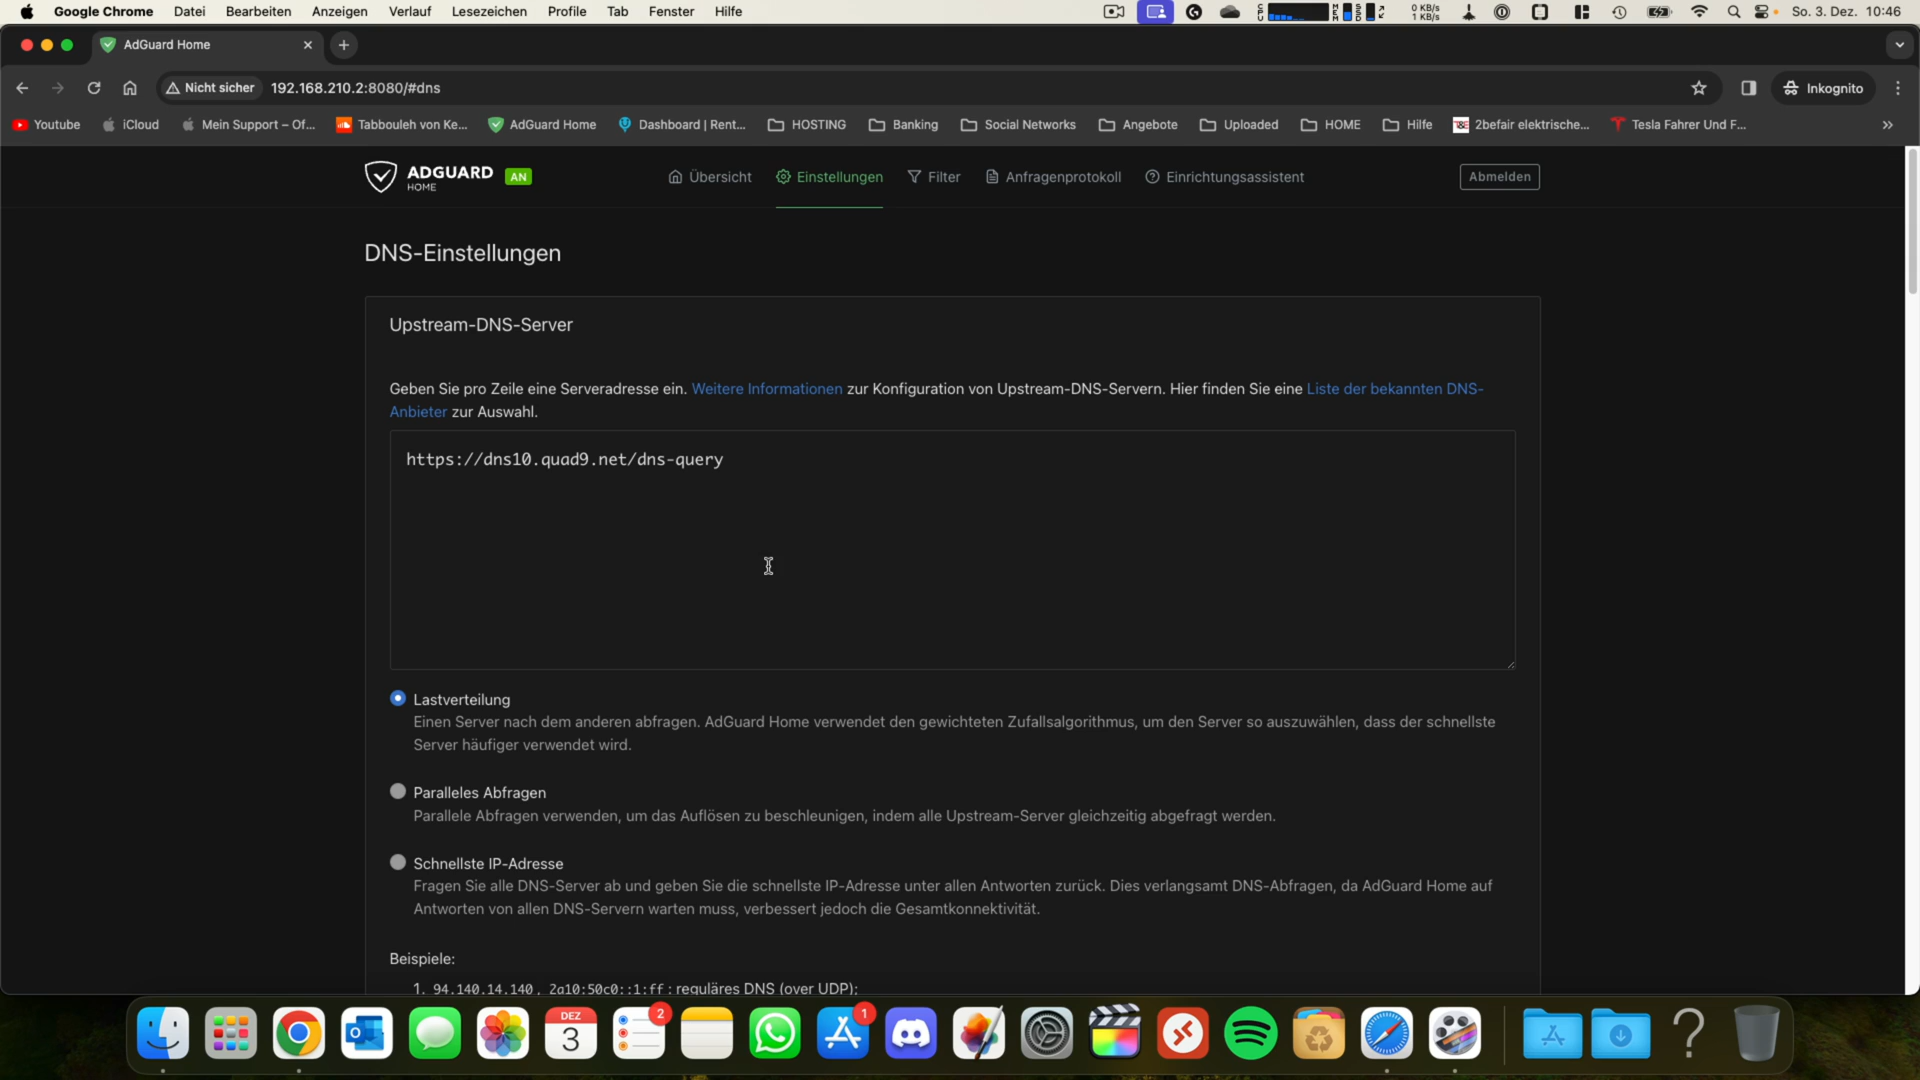 Google Chrome Datei Bearbeiten Anzeigen Verlauf Lesezeichen Profile Tab Fenster Hilfe 0 KB/s 1 KB/s So. 3. Dez. 10:46
AdGuard Home
Nicht sicher 192.168.210.2:8080/#dns Inkognito
Youtube iCloud Mein Support – Of... Tabbouleh von Ke... AdGuard Home Dashboard | Rent... HOSTING Banking Social Networks Angebote Uploaded HOME Hilfe 2befair elektrische... Tesla Fahrer Und F... »
ADGUARD HOME AN Übersicht Einstellungen Filter Anfragenprotokoll Einrichtungsassistent Abmelden
DNS-Einstellungen
Upstream-DNS-Server
Geben Sie pro Zeile eine Serveradresse ein. Weitere Informationen zur Konfiguration von Upstream-DNS-Servern. Hier finden Sie eine Liste der bekannten DNS-
Anbieter zur Auswahl.
https://dns10.quad9.net/dns-query
Lastverteilung
Einen Server nach dem anderen abfragen. AdGuard Home verwendet den gewichteten Zufallsalgorithmus, um den Server so auszuwählen, dass der schnellste
Server häufiger verwendet wird.
Paralleles Abfragen
Parallele Abfragen verwenden, um das Auflösen zu beschleunigen, indem alle Upstream-Server gleichzeitig abgefragt werden.
Schnellste IP-Adresse
Fragen Sie alle DNS-Server ab und geben Sie die schnellste IP-Adresse unter allen Antworten zurück. Dies verlangsamt DNS-Abfragen, da AdGuard Home auf
Antworten von allen DNS-Servern warten muss, verbessert jedoch die Gesamtkonnektivität.
Beispiele:
1. 94.140.14.140, 2a10:50c0::1:ff: reguläres DNS (over UDP);
DEZ 3 2 1